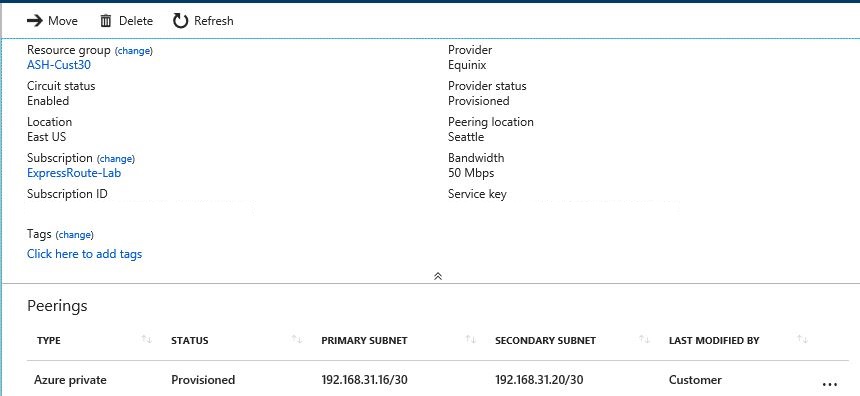 Move Delete Refresh
Resource group (change)
ASH-Cust30
Provider
Equinix
Circuit status
Enabled
Provider status
Provisioned
Location
East US
Peering location
Seattle
Subscription (change)
ExpressRoute-Lab
Bandwidth
50 Mbps
Subscription ID
Service key
Tags (change)
Click here to add tags
Peerings
TYPE STATUS PRIMARY SUBNET SECONDARY SUBNET LAST MODIFIED BY
Azure private Provisioned 192.168.31.16/30 192.168.31.20/30 Customer ...